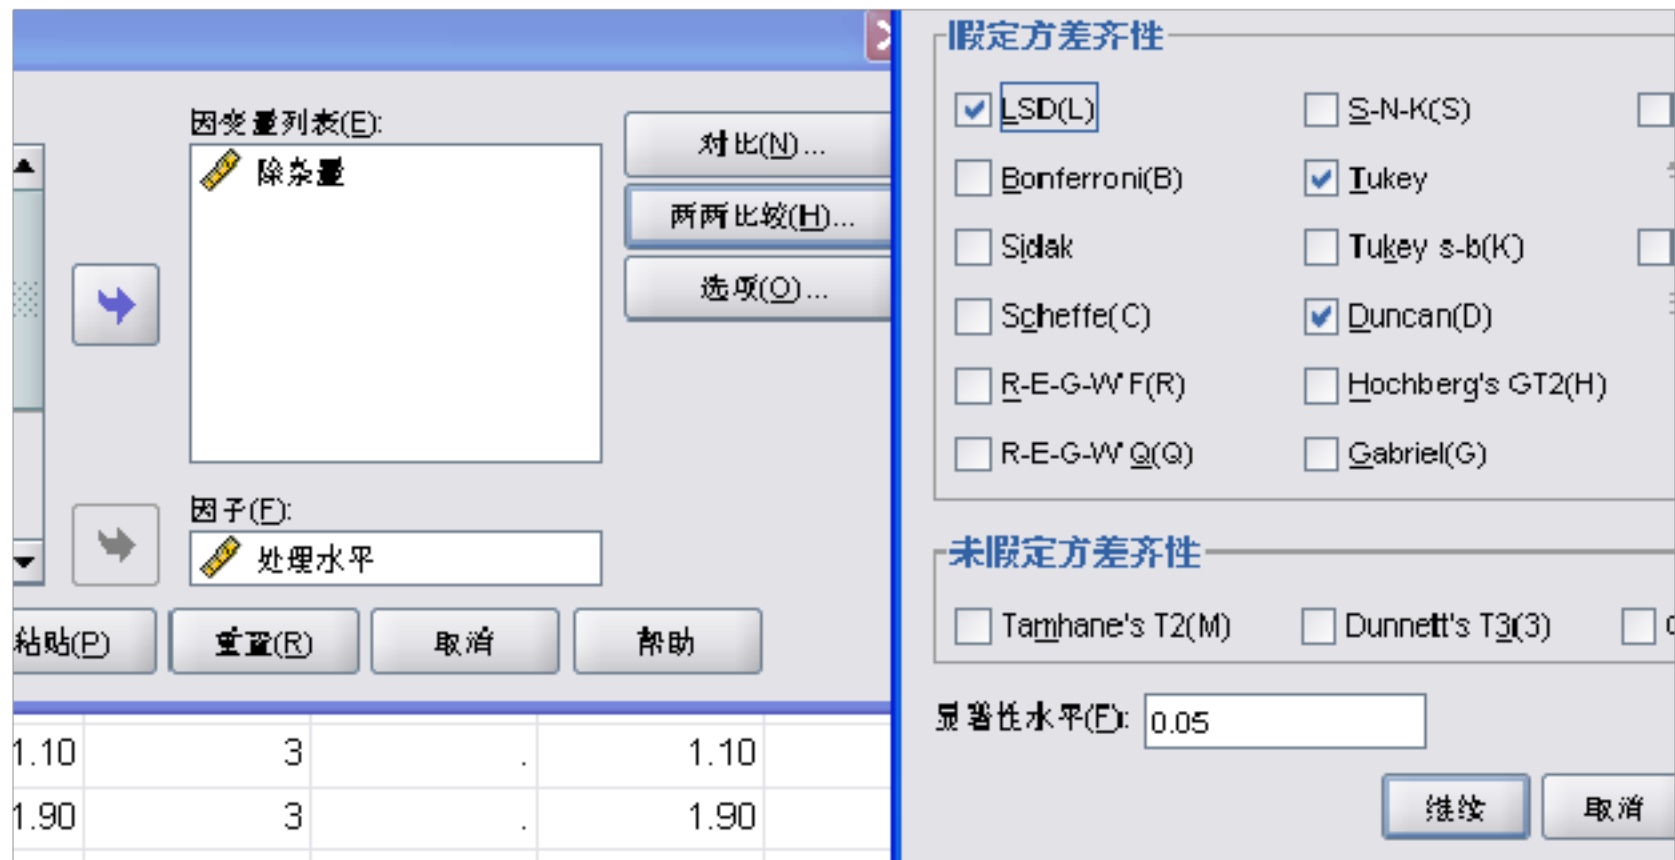 因变量列表(E):
除杂量
对比(N)...
两两比较(H)...
选项(O)...
因子(F):
处理水平
粘贴(P)
重置(R)
取消
帮助
1.10 3 . 1.10
1.90 3 . 1.90
假定方差齐性
LSD(L) S-N-K(S)
Bonferroni(B) Tukey
Sidak Tukey s-b(K)
Scheffe(C) Duncan(D)
R-E-G-W F(R) Hochberg's GT2(H)
R-E-G-W Q(Q) Gabriel(G)
未假定方差齐性
Tamhane's T2(M) Dunnett's T3(3)
显著性水平(F): 0.05
继续 取消